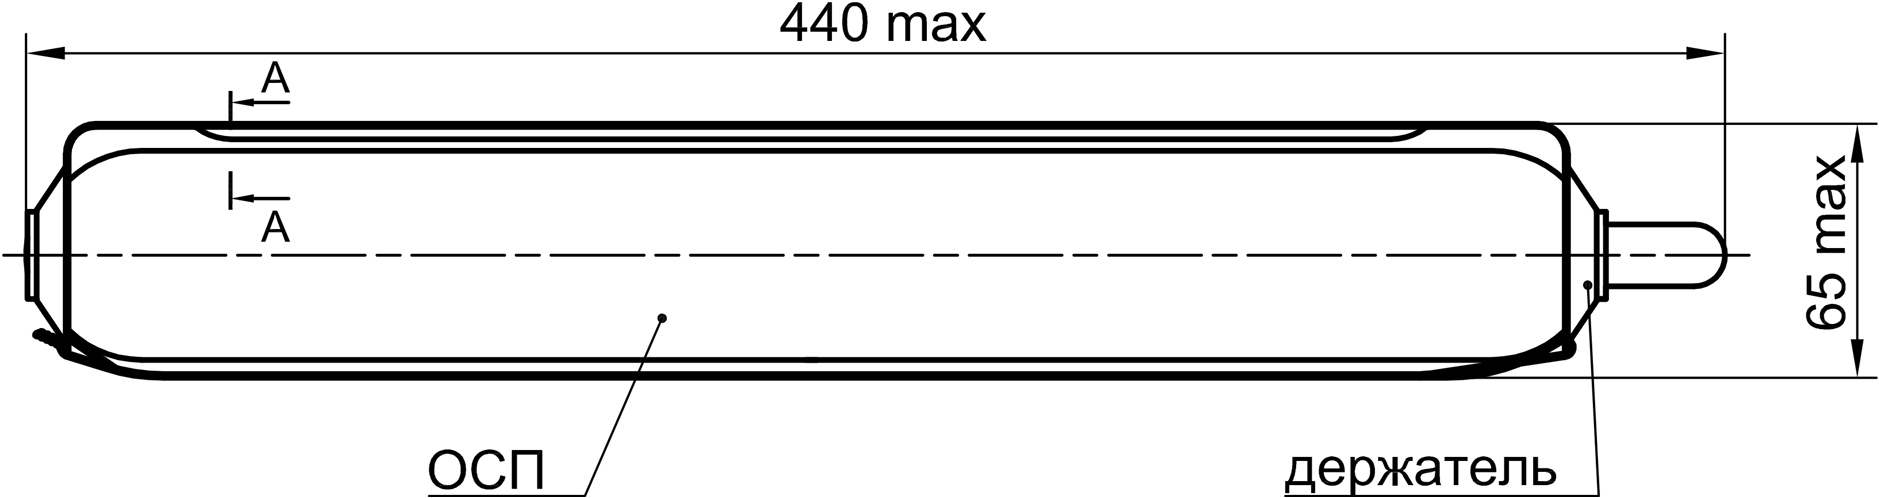 440 max
А
А
65 max
ОСП
держатель